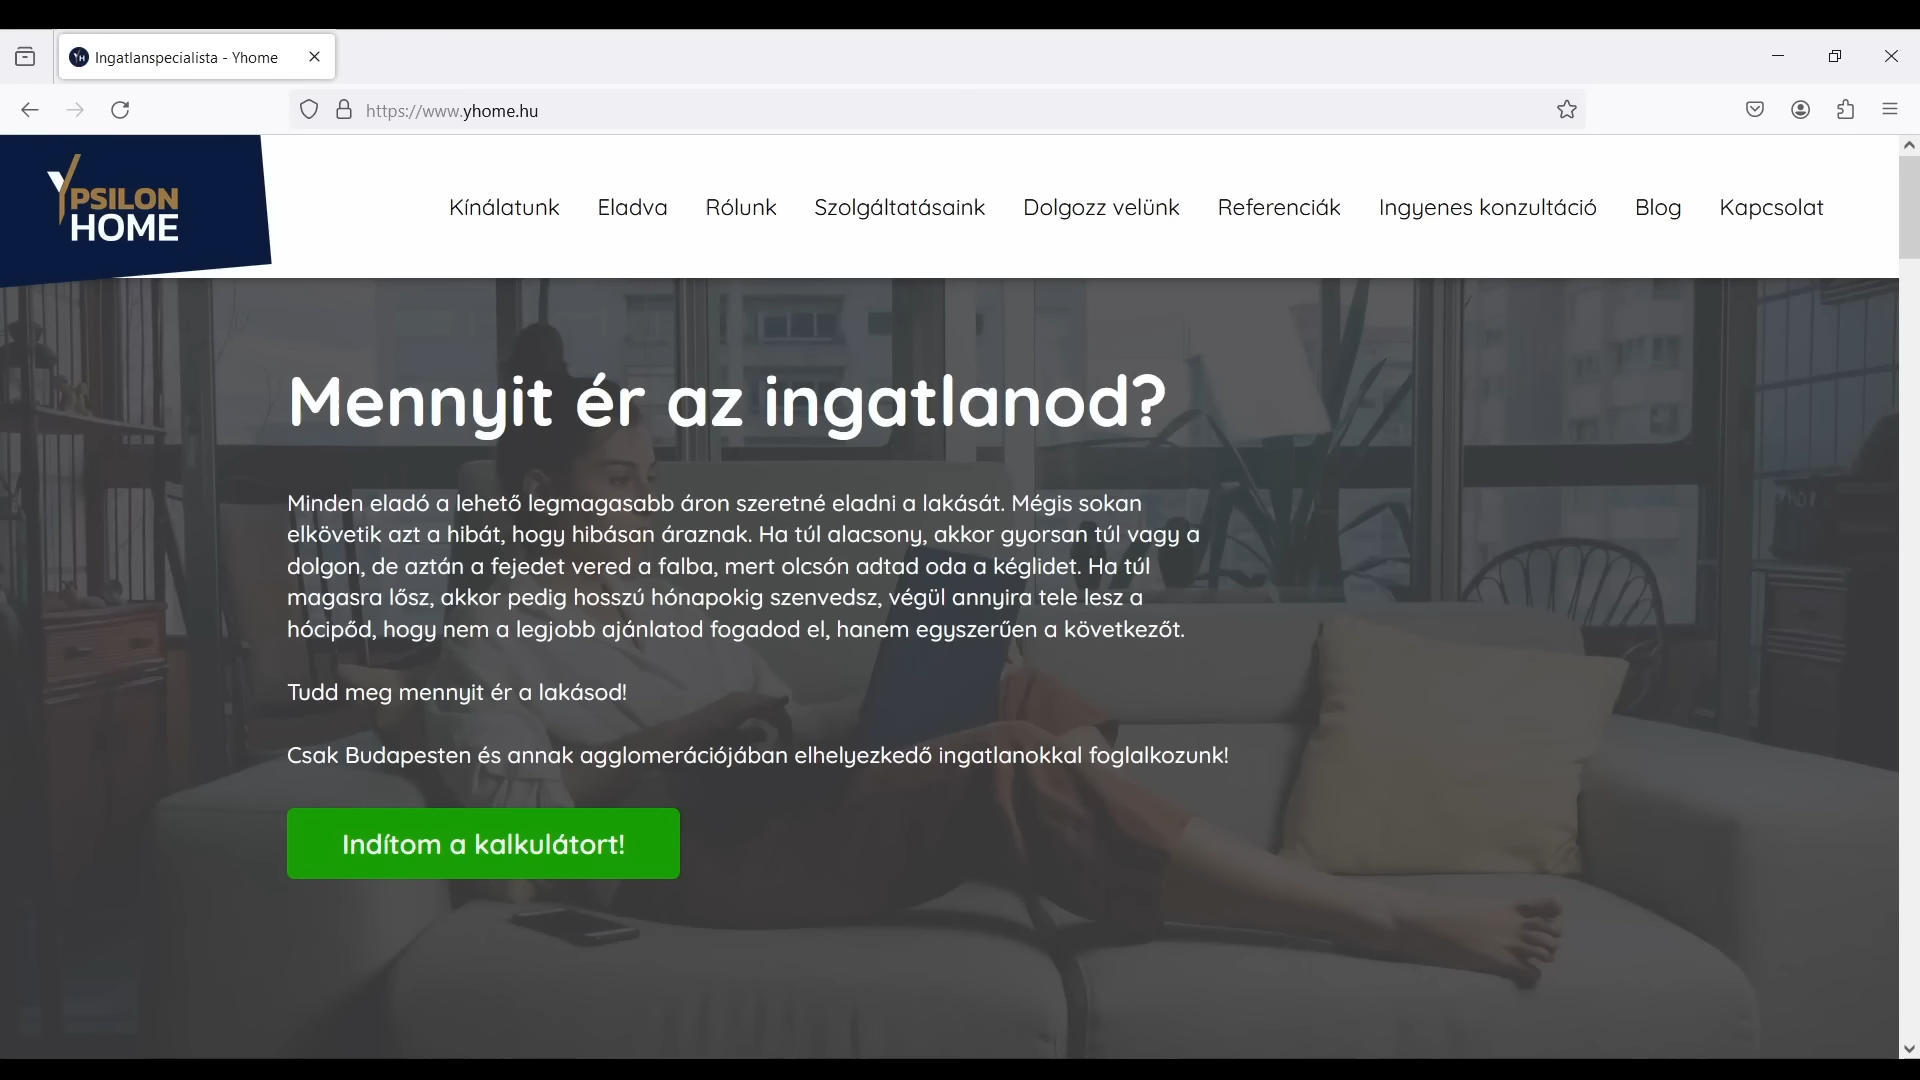 Ingatlanspecialista - Yhome
https://www.yhome.hu
YPSILON
HOME
Kínálatunk Eladva Rólunk Szolgáltatásaink Dolgozz velünk Referenciák Ingyenes konzultáció Blog Kapcsolat
Mennyit ér az ingatlanod?
Minden eladó a lehető legmagasabb áron szeretné eladni a lakását. Mégis sokan
elkövetik azt a hibát, hogy hibásan áraznak. Ha túl alacsony, akkor gyorsan túl vagy a
dolgon, de aztán a fejedet vered a falba, mert olcsón adtad oda a kéglidet. Ha túl
magasra lősz, akkor pedig hosszú hónapokig szenvedsz, végül annyira tele lesz a
hócipőd, hogy nem a legjobb ajánlatod fogadod el, hanem egyszerűen a következőt.
Tudd meg mennyit ér a lakásod!
Csak Budapesten és annak agglomerációjában elhelyezkedő ingatlanokkal foglalkozunk!
Indítom a kalkulátort!